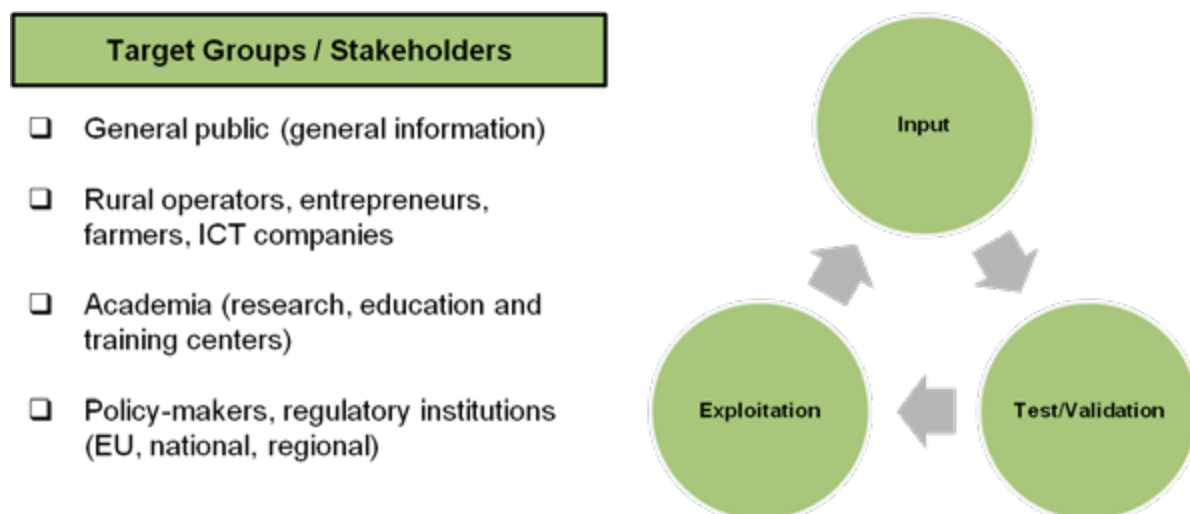 Target Groups / Stakeholders
General public (general information)
Rural operators, entrepreneurs,
farmers, ICT companies
Academia (research, education and
training centers)
Policy-makers, regulatory institutions
(EU, national, regional)
Input
Exploitation
Test/Validation